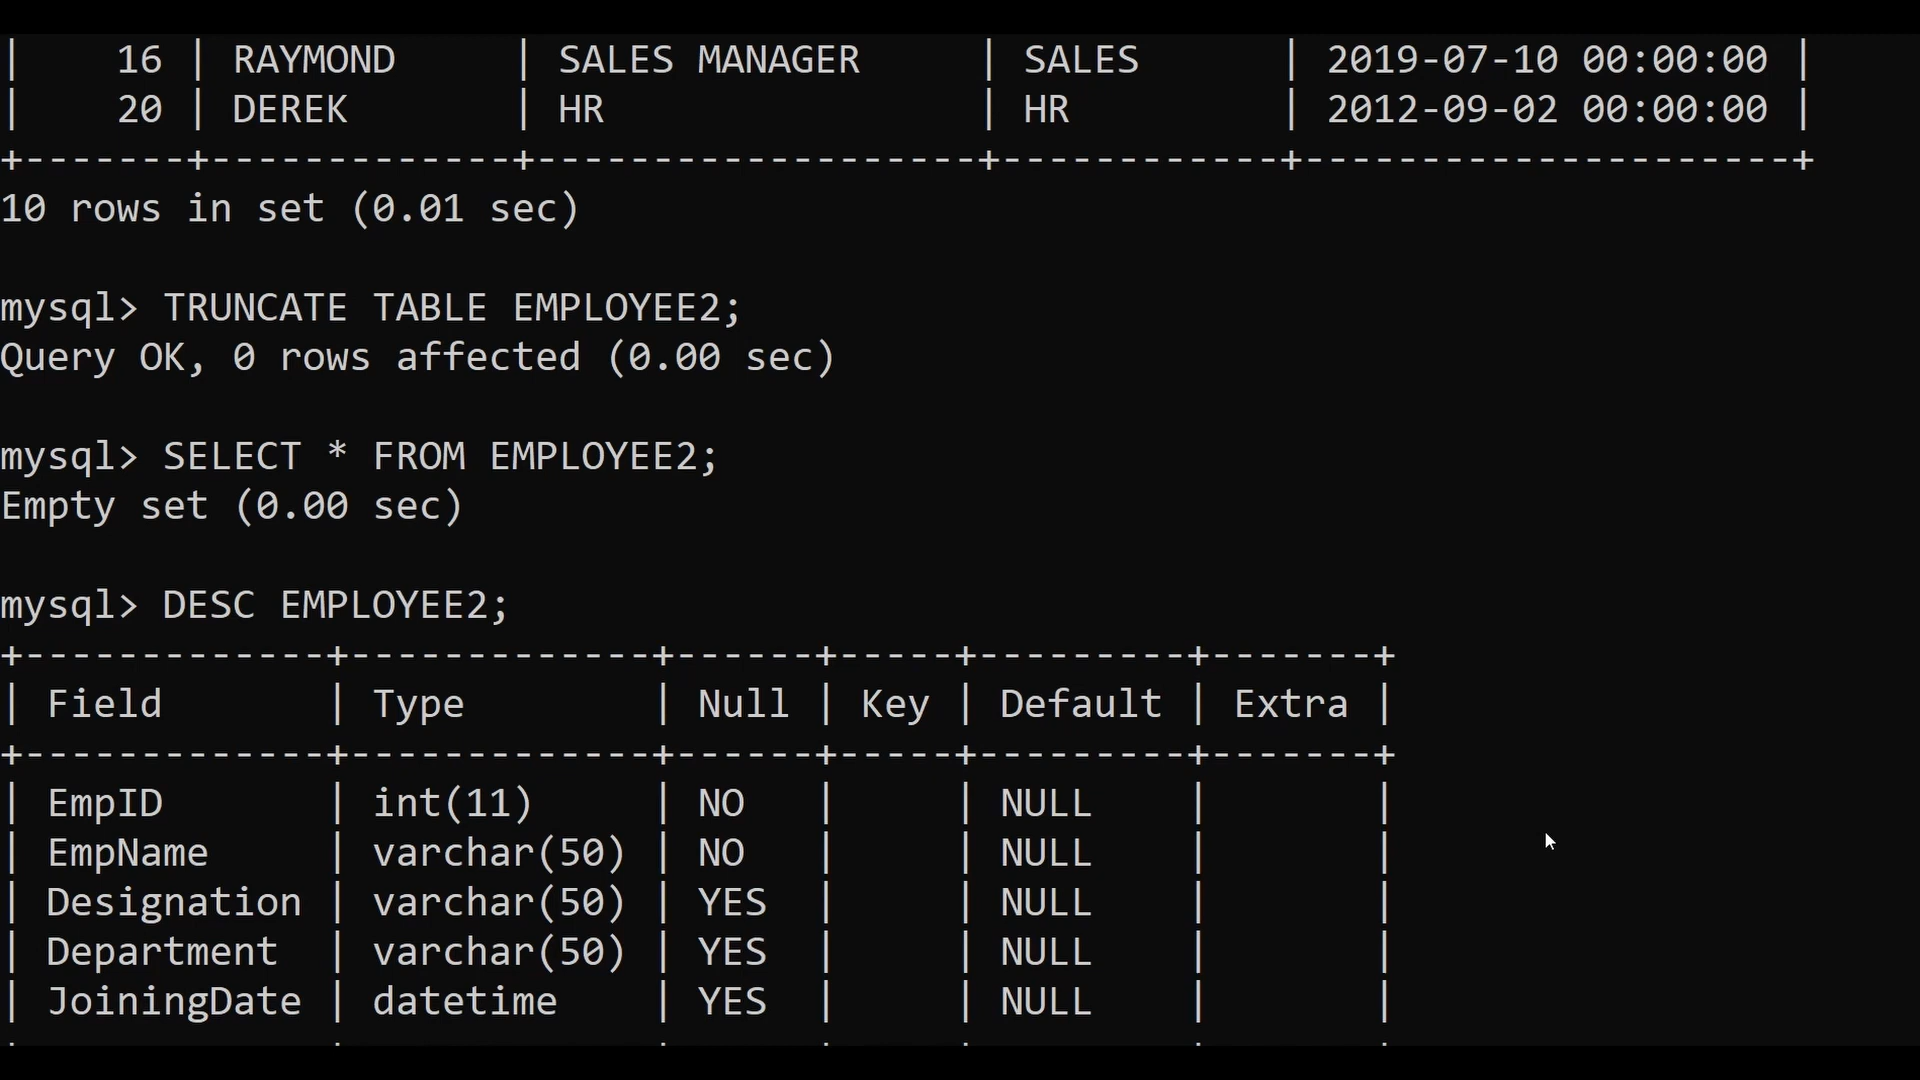 |    16 | RAYMOND     | SALES MANAGER     | SALES      | 2019-07-10 00:00:00 |
|    20 | DEREK       | HR                | HR         | 2012-09-02 00:00:00 |
+-------+-------------+-------------------+------------+---------------------+
10 rows in set (0.01 sec)
mysql> TRUNCATE TABLE EMPLOYEE2;
Query OK, 0 rows affected (0.00 sec)
mysql> SELECT * FROM EMPLOYEE2;
Empty set (0.00 sec)
mysql> DESC EMPLOYEE2;
+-------------+-------------+------+-----+---------+-------+
| Field       | Type        | Null | Key | Default | Extra |
+-------------+-------------+------+-----+---------+-------+
| EmpID       | int(11)     | NO   |     | NULL    |       |
| EmpName     | varchar(50) | NO   |     | NULL    |       |
| Designation | varchar(50) | YES  |     | NULL    |       |
| Department  | varchar(50) | YES  |     | NULL    |       |
| JoiningDate | datetime    | YES  |     | NULL    |       |